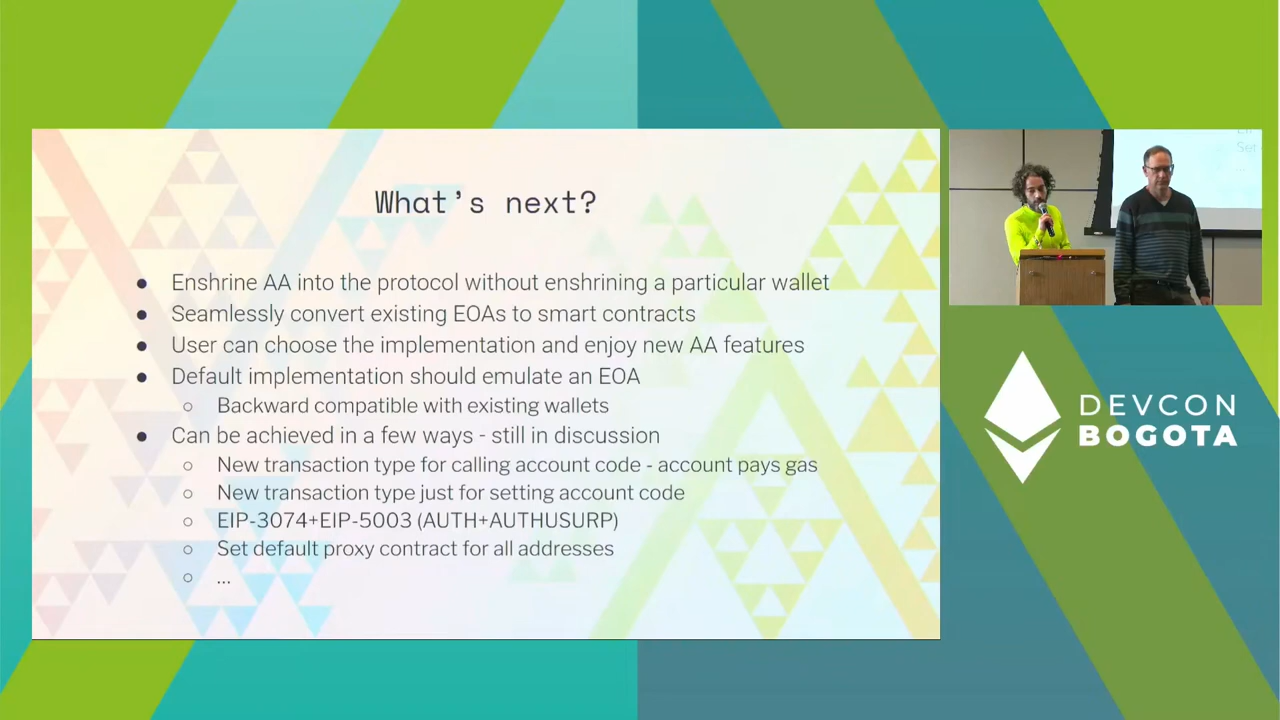 What's next?
● Enshrine AA into the protocol without enshrining a particular wallet
● Seamlessly convert existing EOAs to smart contracts
● User can choose the implementation and enjoy new AA features
● Default implementation should emulate an EOA
○ Backward compatible with existing wallets
● Can be achieved in a few ways - still in discussion
○ New transaction type for calling account code - account pays gas
○ New transaction type just for setting account code
○ EIP-3074+EIP-5003 (AUTH+AUTHUSURP)
○ Set default proxy contract for all addresses
○ ...
Set
DEVCON
BOGOTA